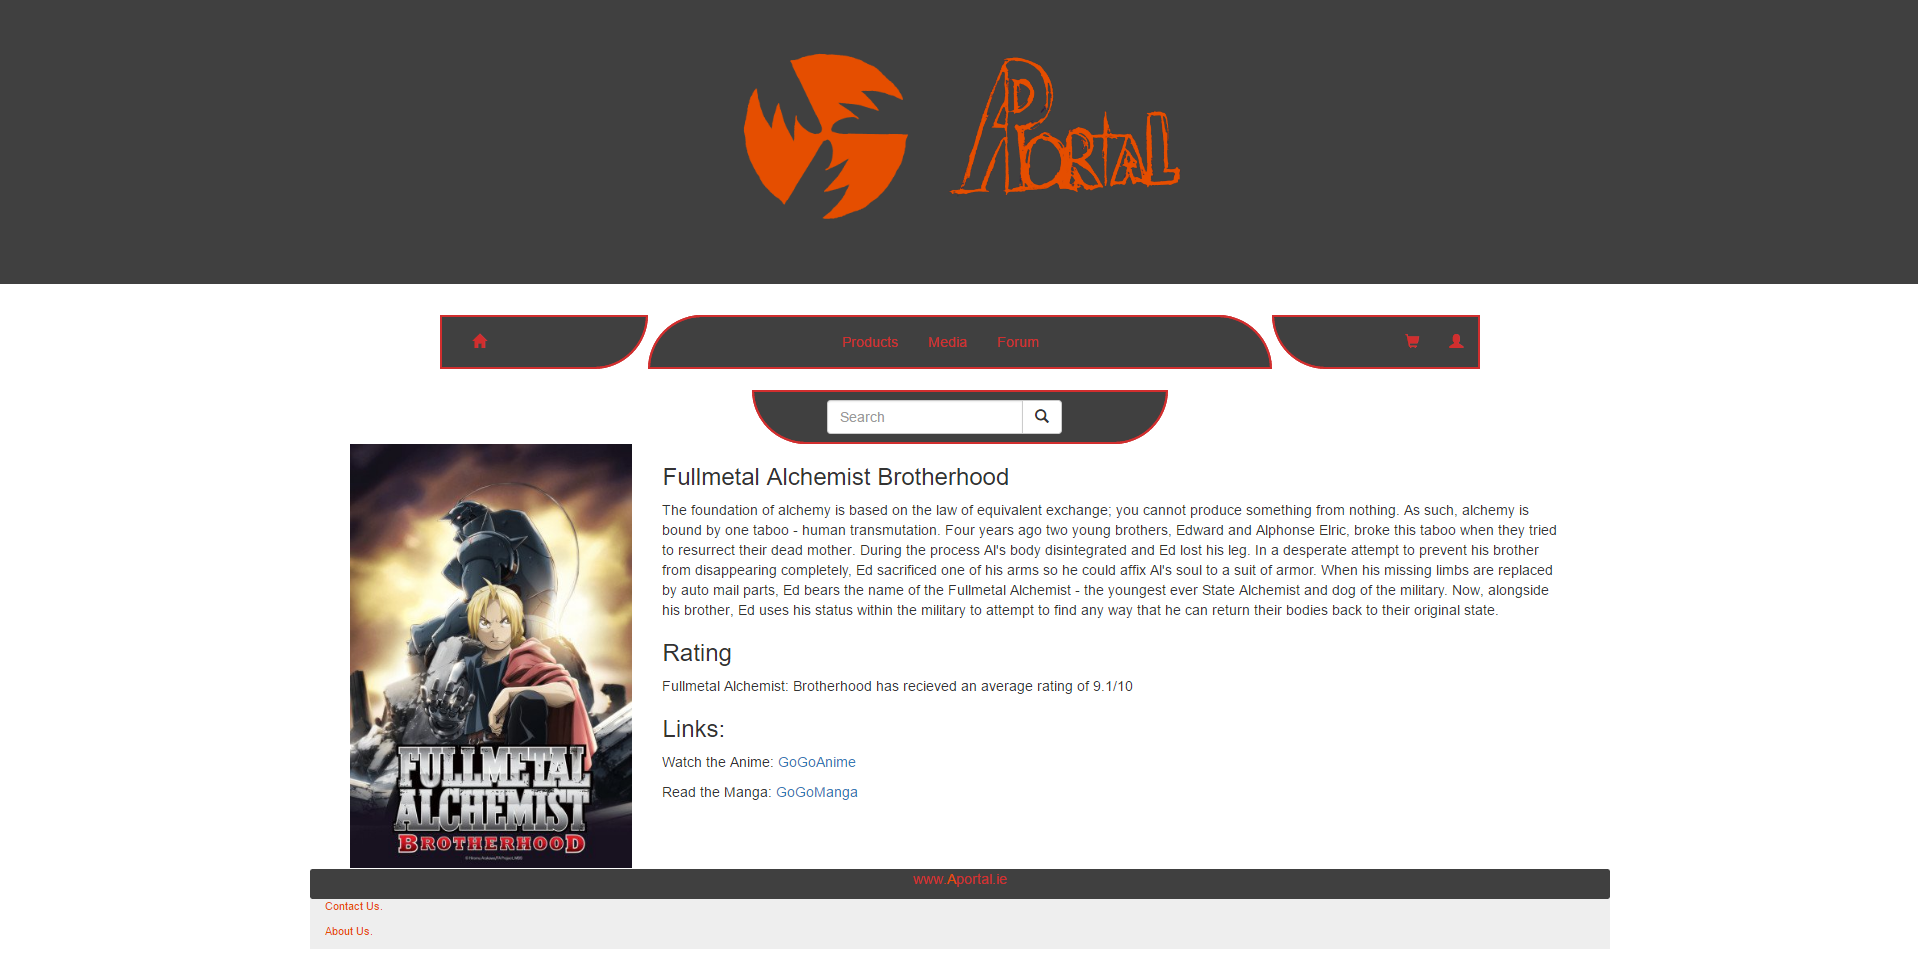 APortal
Products Media Forum
Search
Fullmetal Alchemist Brotherhood
The foundation of alchemy is based on the law of equivalent exchange; you cannot produce something from nothing. As such, alchemy is
bound by one taboo - human transmutation. Four years ago two young brothers, Edward and Alphonse Elric, broke this taboo when they tried
to resurrect their dead mother. During the process Al's body disintegrated and Ed lost his leg. In a desperate attempt to prevent his brother
from disappearing completely, Ed sacrificed one of his arms so he could affix Al's soul to a suit of armor. When his missing limbs are replaced
by auto mail parts, Ed bears the name of the Fullmetal Alchemist - the youngest ever State Alchemist and dog of the military. Now, alongside
his brother, Ed uses his status within the military to attempt to find any way that he can return their bodies back to their original state.
Rating
Fullmetal Alchemist: Brotherhood has recieved an average rating of 9.1/10
Links:
Watch the Anime: GoGoAnime
Read the Manga: GoGoManga
FULLMETAL
ALCHEMIST
BROTHERHOOD
www.Aportal.ie
Contact Us.
About Us.